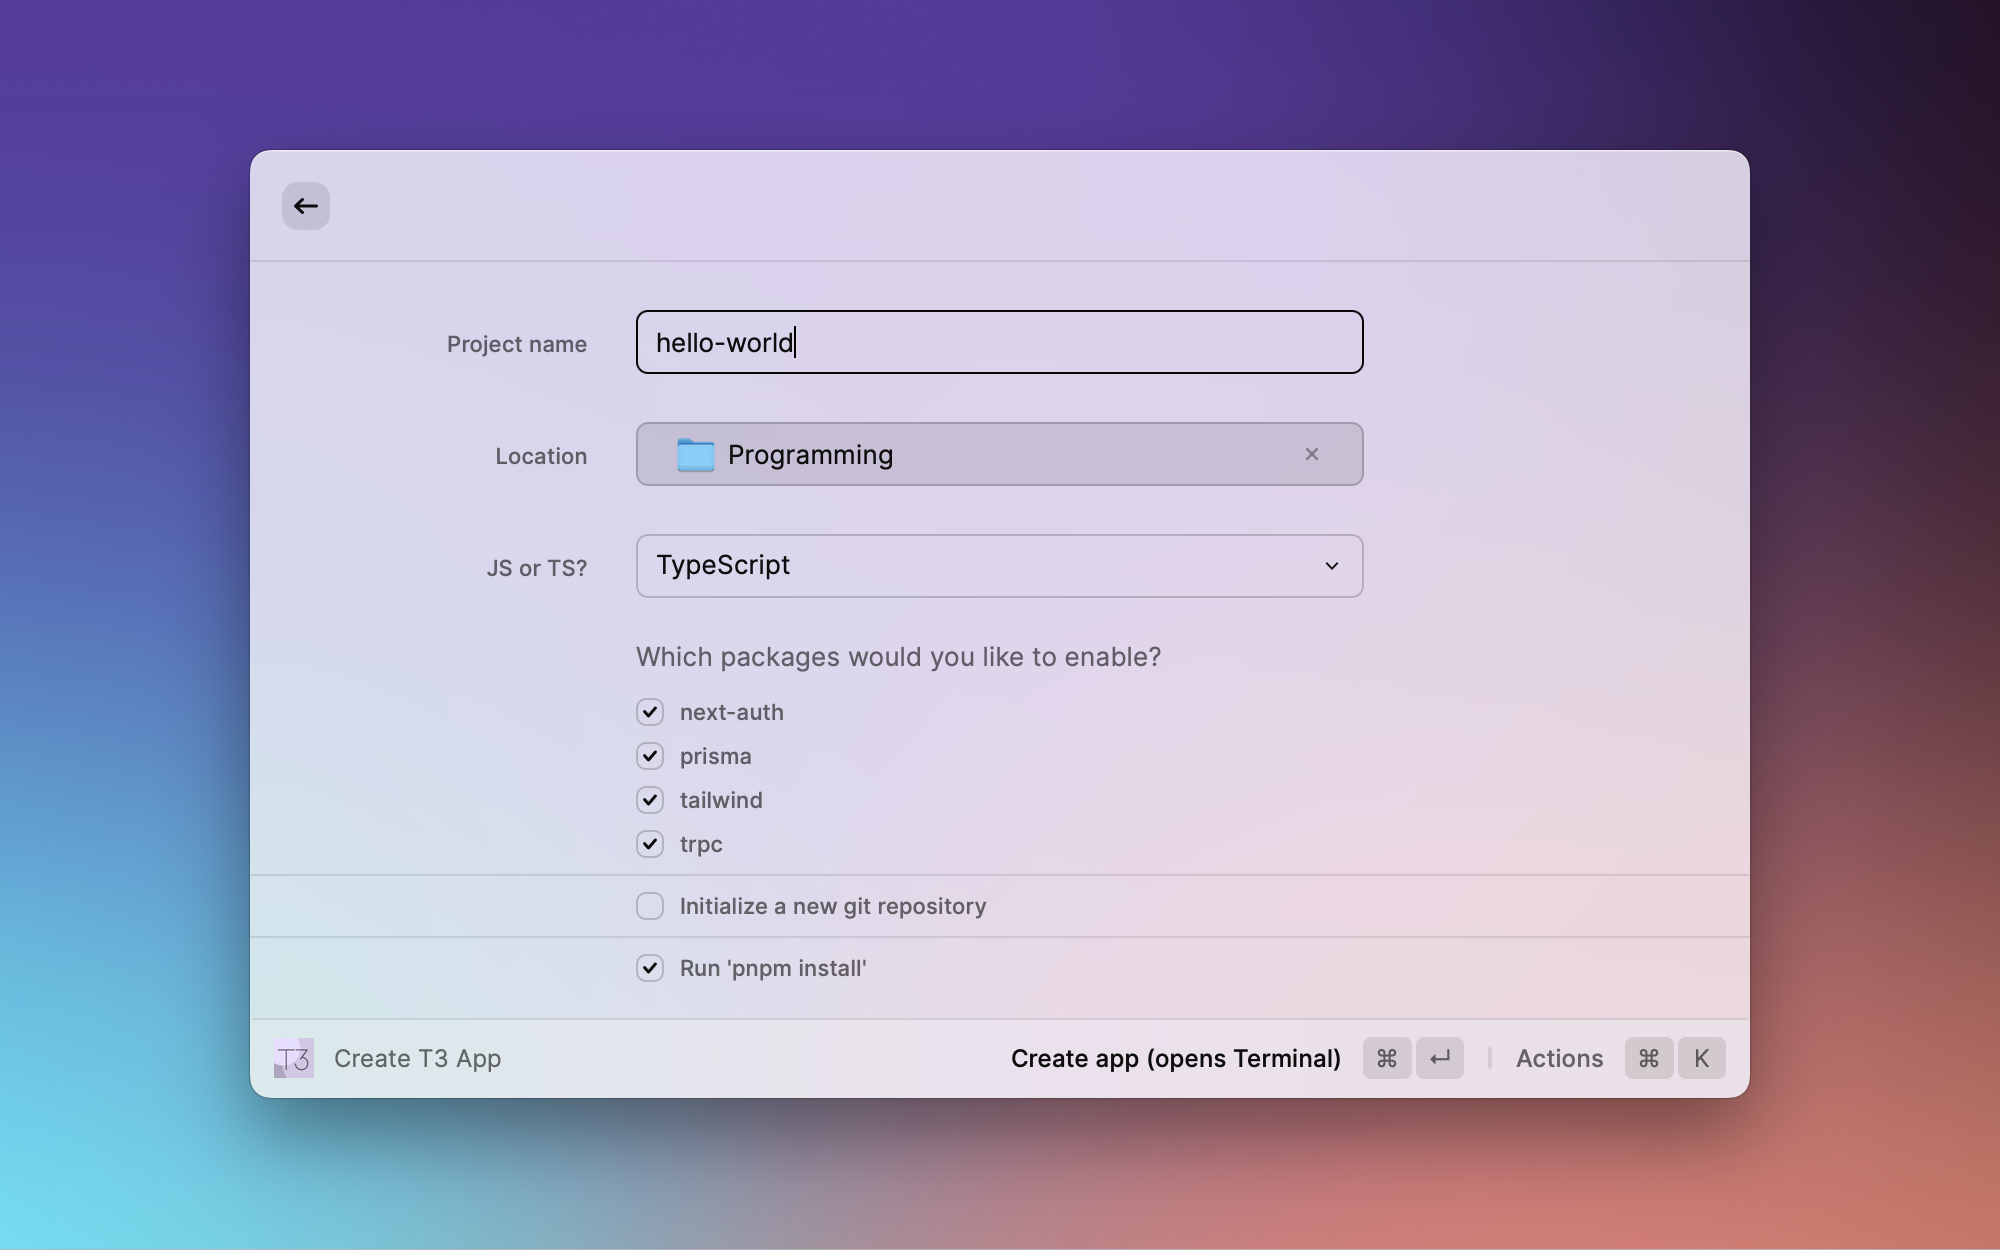 Project name
hello-world
Location
Programming
JS or TS?
TypeScript
Which packages would you like to enable?
next-auth
prisma
tailwind
trpc
Initialize a new git repository
Run 'pnpm install'
T3 Create T3 App Create app (opens Terminal) ⌘ ↵ Actions ⌘ K